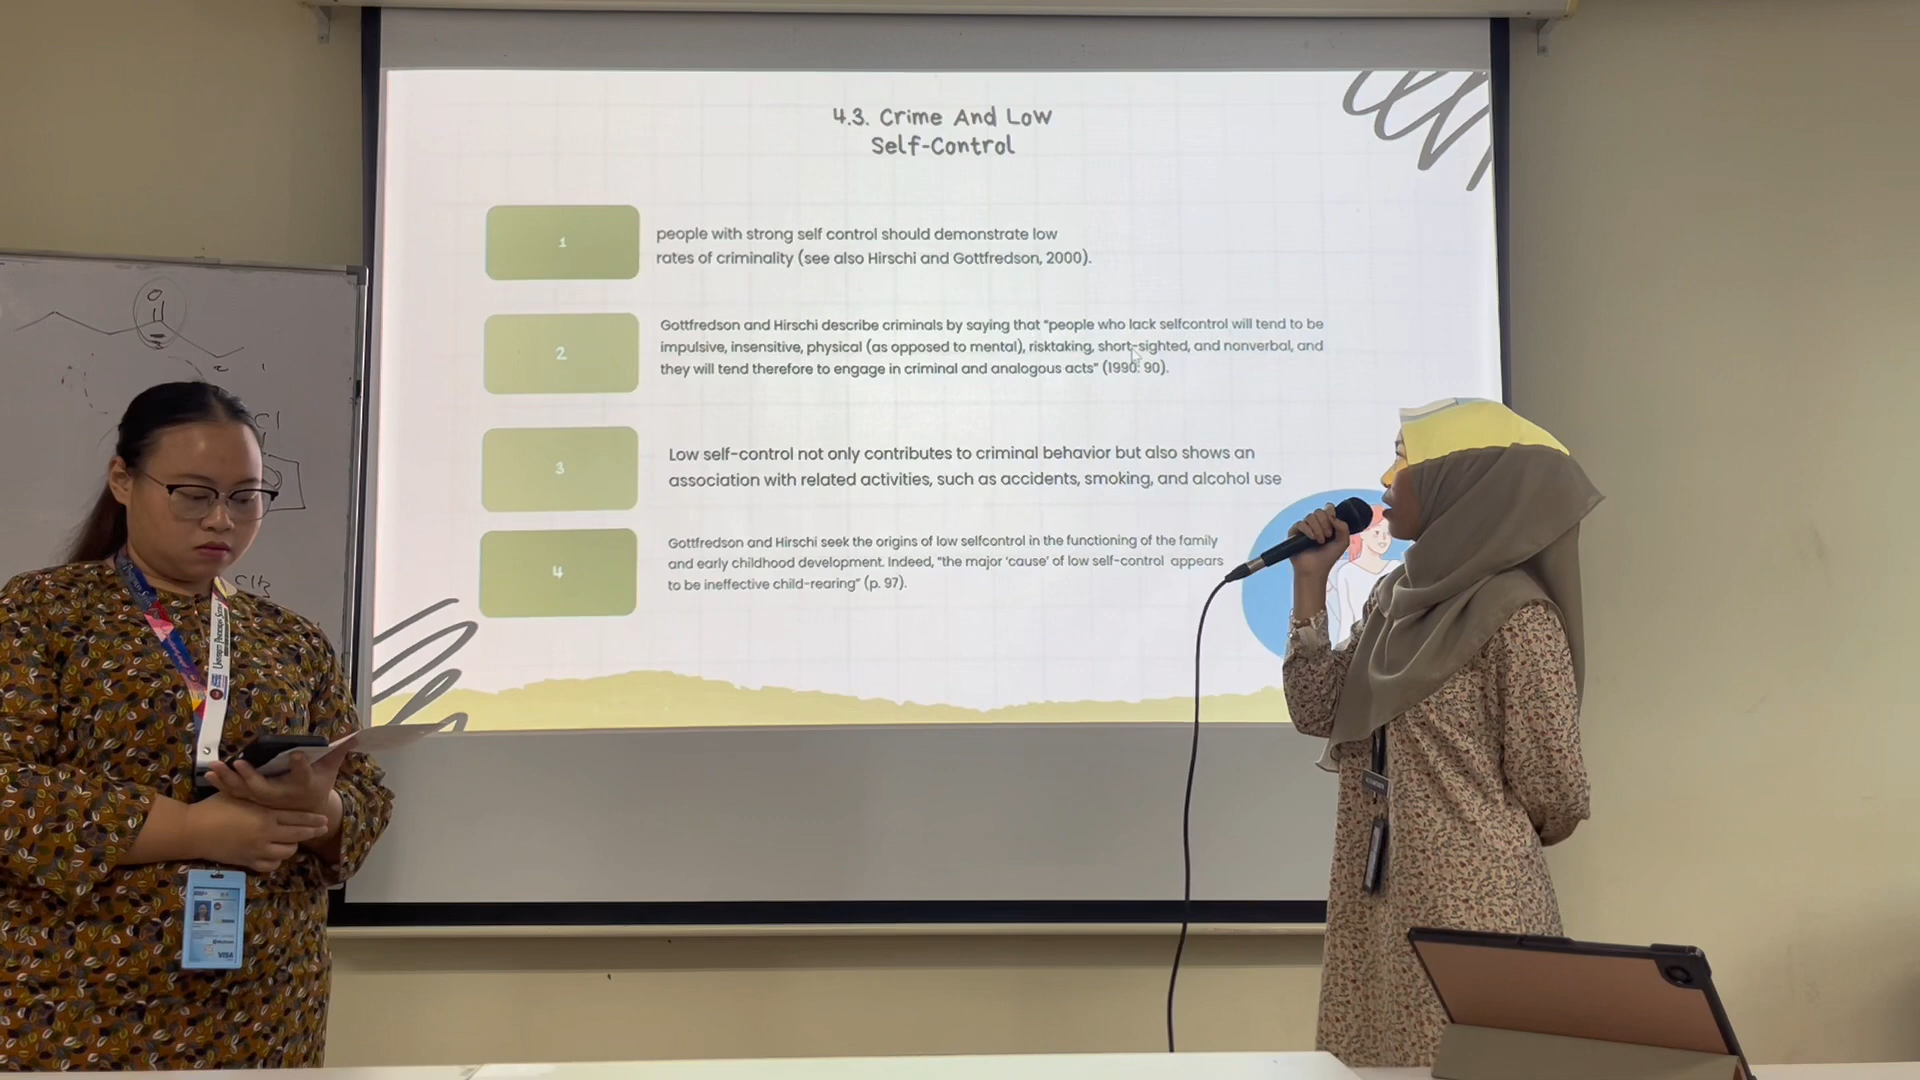 4.3. Crime And Low
Self-Control
1
people with strong self control should demonstrate low
rates of criminality (see also Hirschi and Gottfredson, 2000).
2
Gottfredson and Hirschi describe criminals by saying that “people who lack selfcontrol will tend to be
impulsive, insensitive, physical (as opposed to mental), risktaking, short-sighted, and nonverbal, and
they will tend therefore to engage in criminal and analogous acts” (1990: 90).
3
Low self-control not only contributes to criminal behavior but also shows an
association with related activities, such as accidents, smoking, and alcohol use
4
Gottfredson and Hirschi seek the origins of low selfcontrol in the functioning of the family
and early childhood development. Indeed, “the major ‘cause’ of low self-control appears
to be ineffective child-rearing” (p. 97).
O
Cl
CH3
VISA